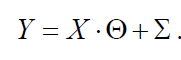 Y = X · Θ + Σ .